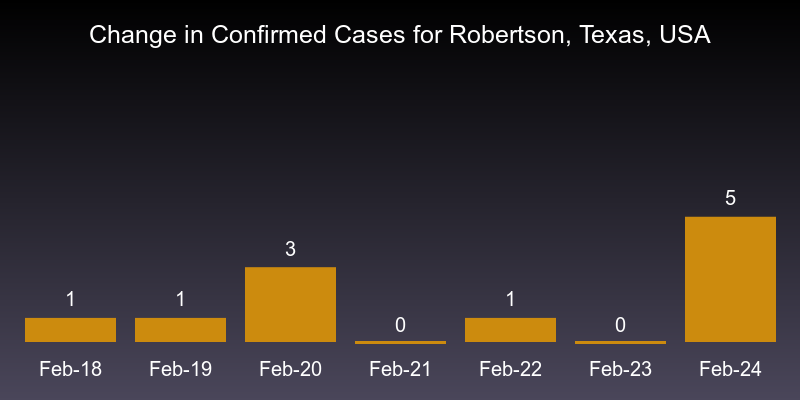 Change in Confirmed Cases for Robertson, Texas, USA
5
3
1 1 1
0 0
Feb-18 Feb-19 Feb-20 Feb-21 Feb-22 Feb-23 Feb-24